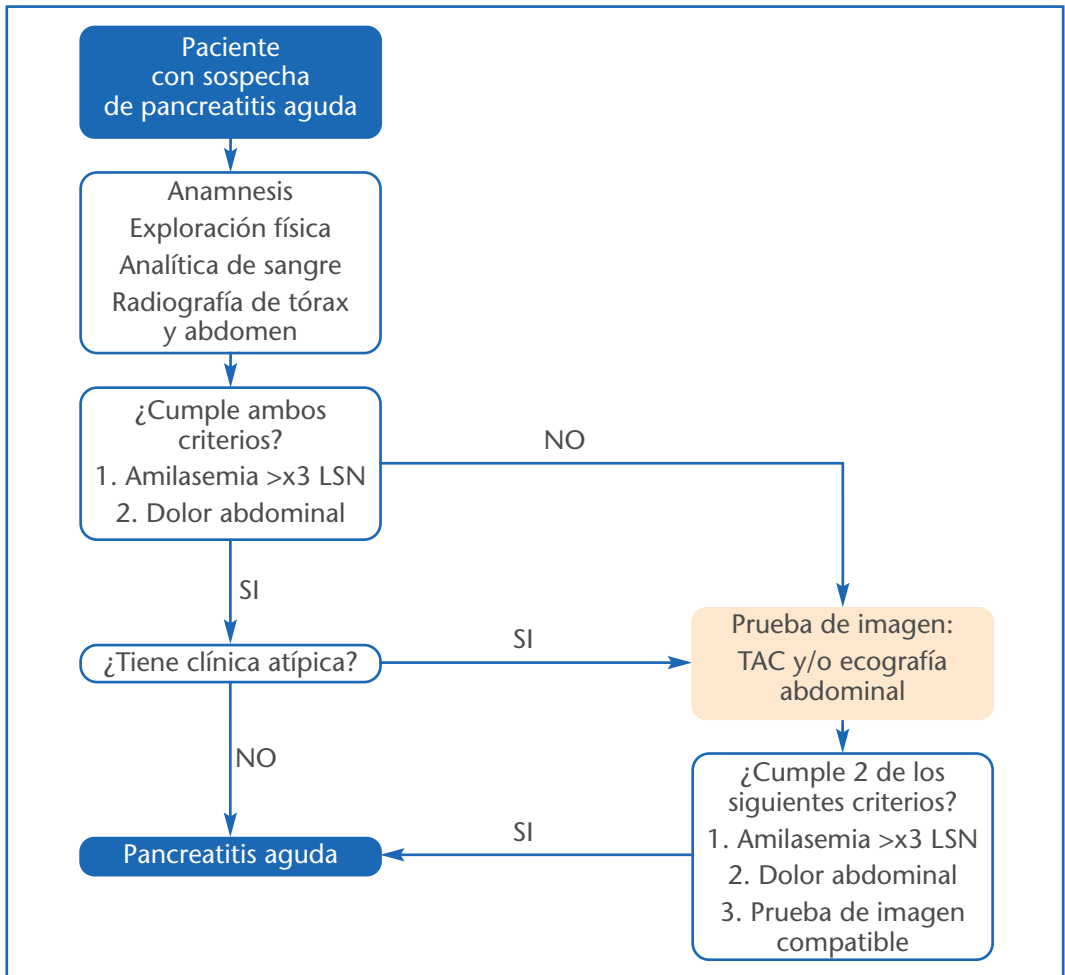 Paciente
con sospecha
de pancreatitis aguda
Anamnesis
Exploración física
Analítica de sangre
Radiografía de tórax
y abdomen
¿Cumple ambos
criterios?
1. Amilasemia >x3 LSN
2. Dolor abdominal
NO
SI
¿Tiene clínica atípica?
SI
Prueba de imagen:
TAC y/o ecografía
abdominal
NO
¿Cumple 2 de los
siguientes criterios?
1. Amilasemia >x3 LSN
2. Dolor abdominal
3. Prueba de imagen
compatible
SI
Pancreatitis aguda